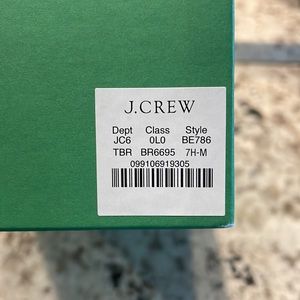 J.CREW
Dept Class Style
JC6 0L0 BE786
TBR BR6695 7H-M
099106919305